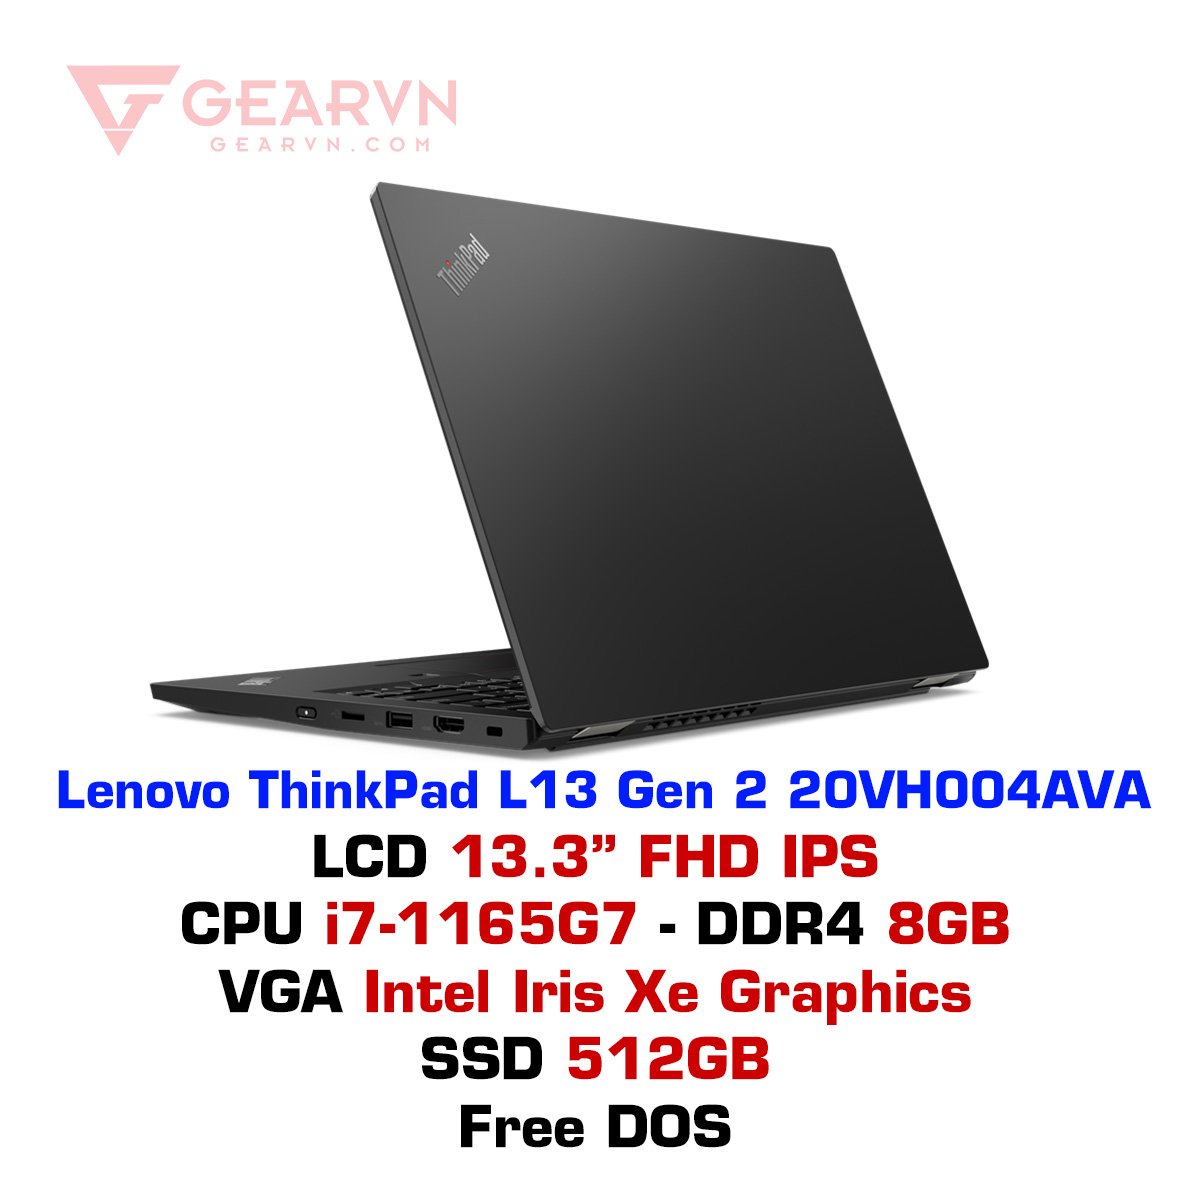 GEARVN
GEARVN.COM
ThinkPad
Lenovo ThinkPad L13 Gen 2 20VH004AVA
LCD 13.3” FHD IPS
CPU i7-1165G7 - DDR4 8GB
VGA Intel Iris Xe Graphics
SSD 512GB
Free DOS